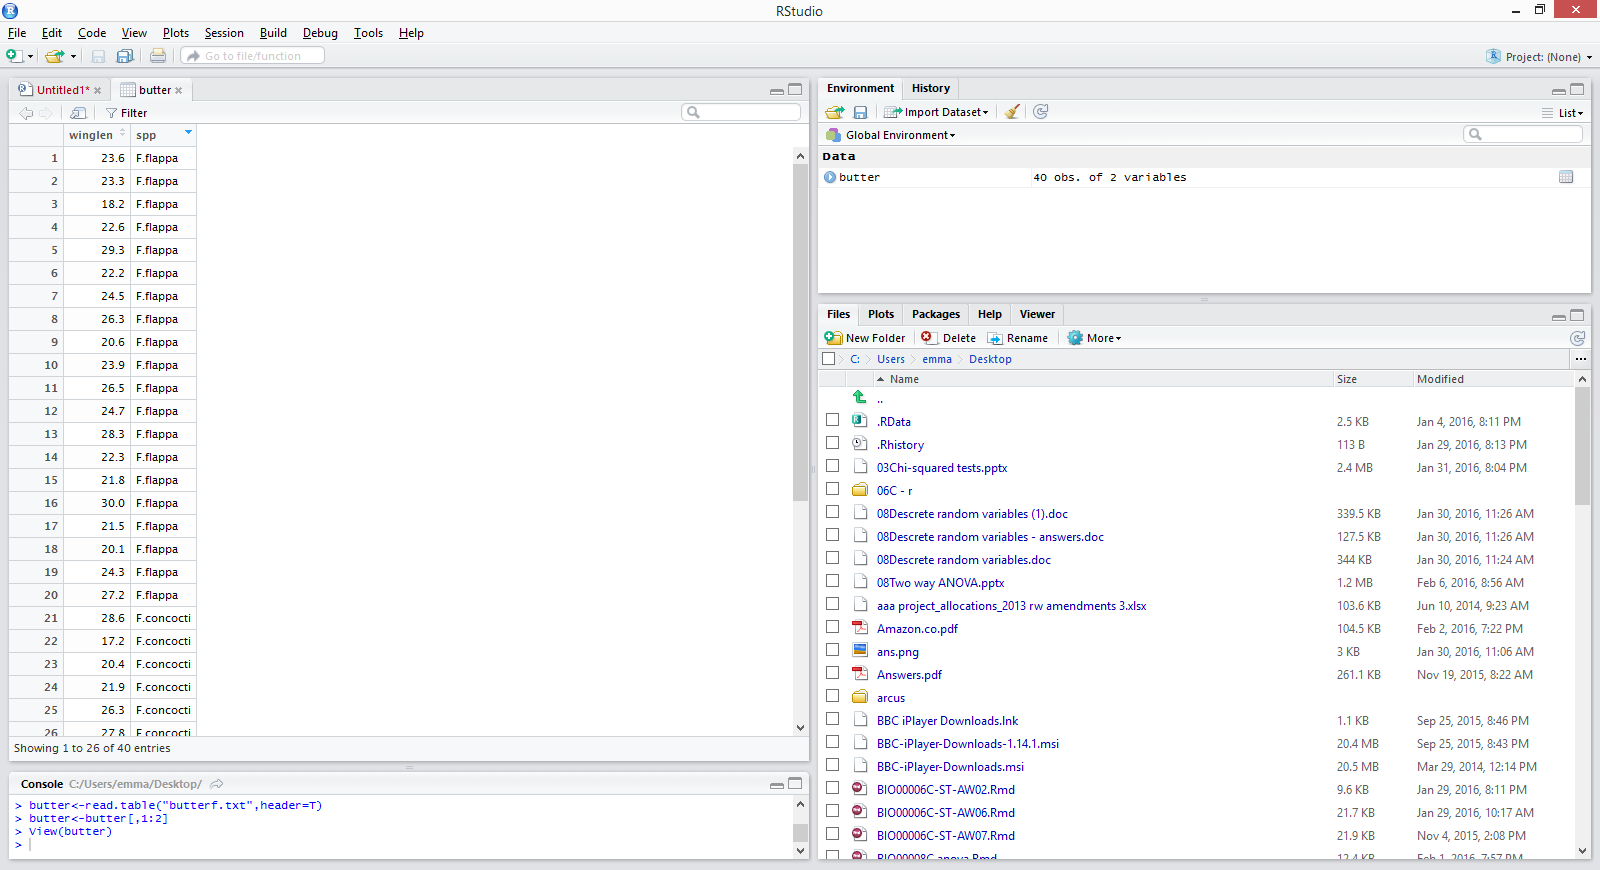 RStudio
File Edit Code View Plots Session Build Debug Tools Help
Go to file/function
Project: (None)
Untitled1* butter
Filter
winglen spp
1 23.6 F.flappa
2 23.3 F.flappa
3 18.2 F.flappa
4 22.6 F.flappa
5 29.3 F.flappa
6 22.2 F.flappa
7 24.5 F.flappa
8 26.3 F.flappa
9 20.6 F.flappa
10 23.9 F.flappa
11 26.5 F.flappa
12 24.7 F.flappa
13 28.3 F.flappa
14 22.3 F.flappa
15 21.8 F.flappa
16 30.0 F.flappa
17 21.5 F.flappa
18 20.1 F.flappa
19 24.3 F.flappa
20 27.2 F.flappa
21 28.6 F.concocti
22 17.2 F.concocti
23 20.4 F.concocti
24 21.9 F.concocti
25 26.3 F.concocti
26 27.8 F.concocti
Showing 1 to 26 of 40 entries
Console C:/Users/emma/Desktop/
> butter<-read.table("butterf.txt",header=T)
> butter<-butter[,1:2]
> View(butter)
>
Environment History
Import Dataset
List
Global Environment
Data
butter 40 obs. of 2 variables
Files Plots Packages Help Viewer
New Folder Delete Rename More
C: Users emma Desktop
Name Size Modified
..
.RData 2.5 KB Jan 4, 2016, 8:11 PM
.Rhistory 113 B Jan 29, 2016, 8:13 PM
03Chi-squared tests.pptx 2.4 MB Jan 31, 2016, 8:04 PM
06C - r
08Descrete random variables (1).doc 339.5 KB Jan 30, 2016, 11:26 AM
08Descrete random variables - answers.doc 127.5 KB Jan 30, 2016, 11:26 AM
08Descrete random variables.doc 344 KB Jan 30, 2016, 11:24 AM
08Two way ANOVA.pptx 1.2 MB Feb 6, 2016, 8:56 AM
aaa project_allocations_2013 rw amendments 3.xlsx 103.6 KB Jun 10, 2014, 9:23 AM
Amazon.co.pdf 104.5 KB Feb 2, 2016, 7:22 PM
ans.png 3 KB Jan 30, 2016, 11:06 AM
Answers.pdf 261.1 KB Nov 19, 2015, 8:22 AM
arcus
BBC iPlayer Downloads.lnk 1.1 KB Sep 25, 2015, 8:46 PM
BBC-iPlayer-Downloads-1.14.1.msi 20.4 MB Sep 25, 2015, 8:43 PM
BBC-iPlayer-Downloads.msi 20.5 MB Mar 29, 2014, 12:14 PM
BIO00006C-ST-AW02.Rmd 9.6 KB Jan 29, 2016, 8:11 PM
BIO00006C-ST-AW06.Rmd 21.7 KB Jan 29, 2016, 10:17 AM
BIO00006C-ST-AW07.Rmd 21.9 KB Nov 4, 2015, 2:08 PM
BIO00008C anova.Rmd 12.4 KB Feb 1, 2016, 7:57 PM